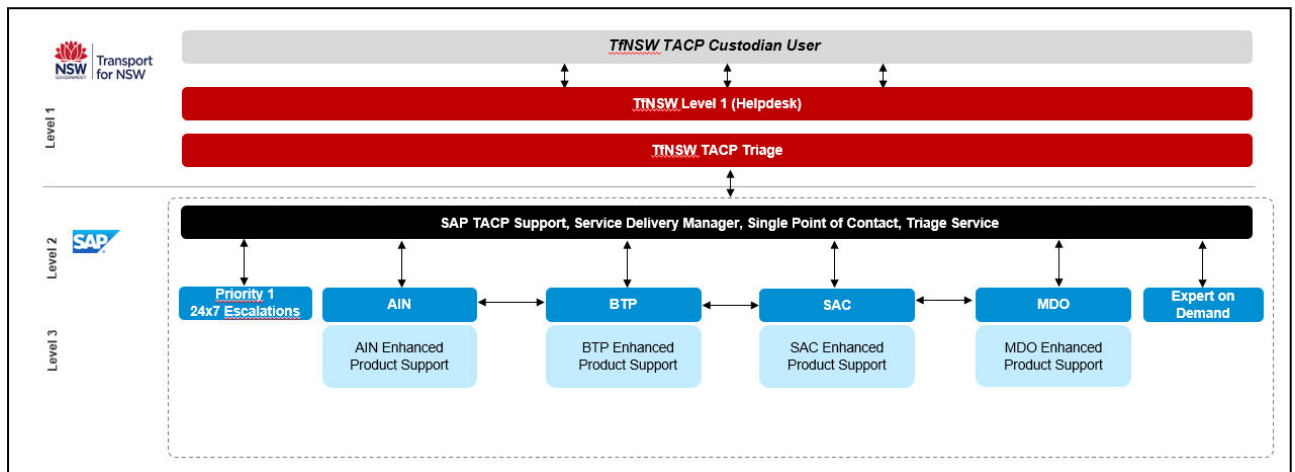 TfNSW TACP Custodian User
NSW
GOVERNMENT
Transport
for NSW
Level 1
TfNSW Level 1 (Helpdesk)
TfNSW TACP Triage
SAP TACP Support, Service Delivery Manager, Single Point of Contact, Triage Service
Level 2
SAP
Priority 1
24x7 Escalations
AIN
BTP
SAC
MDO
Expert on
Demand
Level 3
AIN Enhanced
Product Support
BTP Enhanced
Product Support
SAC Enhanced
Product Support
MDO Enhanced
Product Support